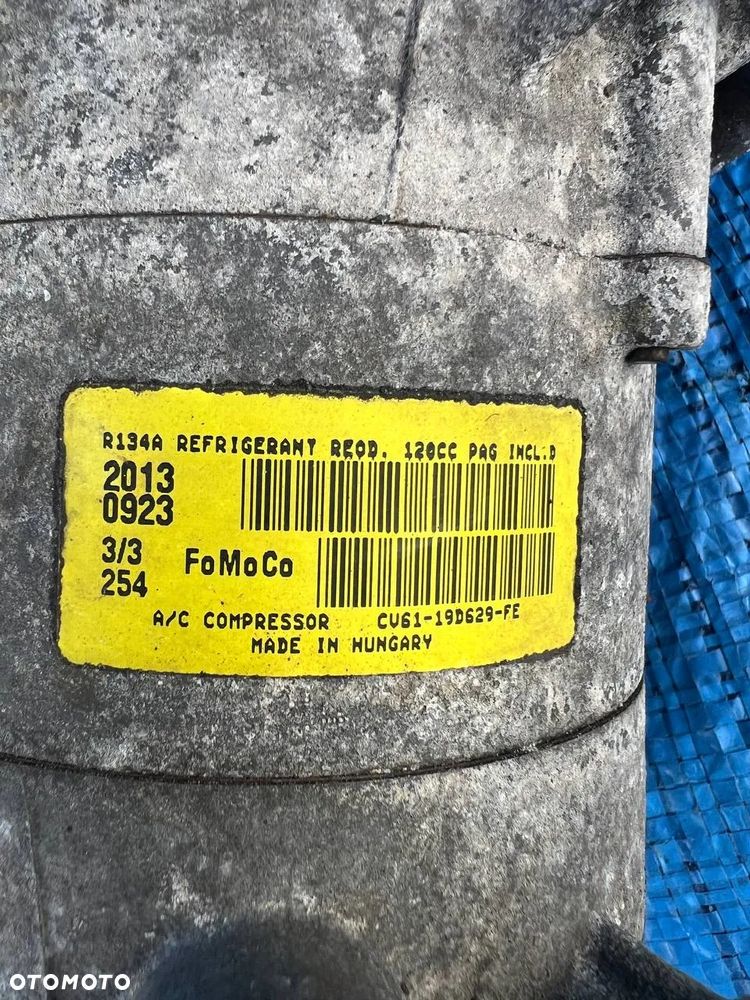 R134A REFRIGERANT REQD. 120CC PAG INCL.D
2013
0923
3/3 FoMoCo
254
A/C COMPRESSOR CV61-19D629-FE
MADE IN HUNGARY
OTOMOTO